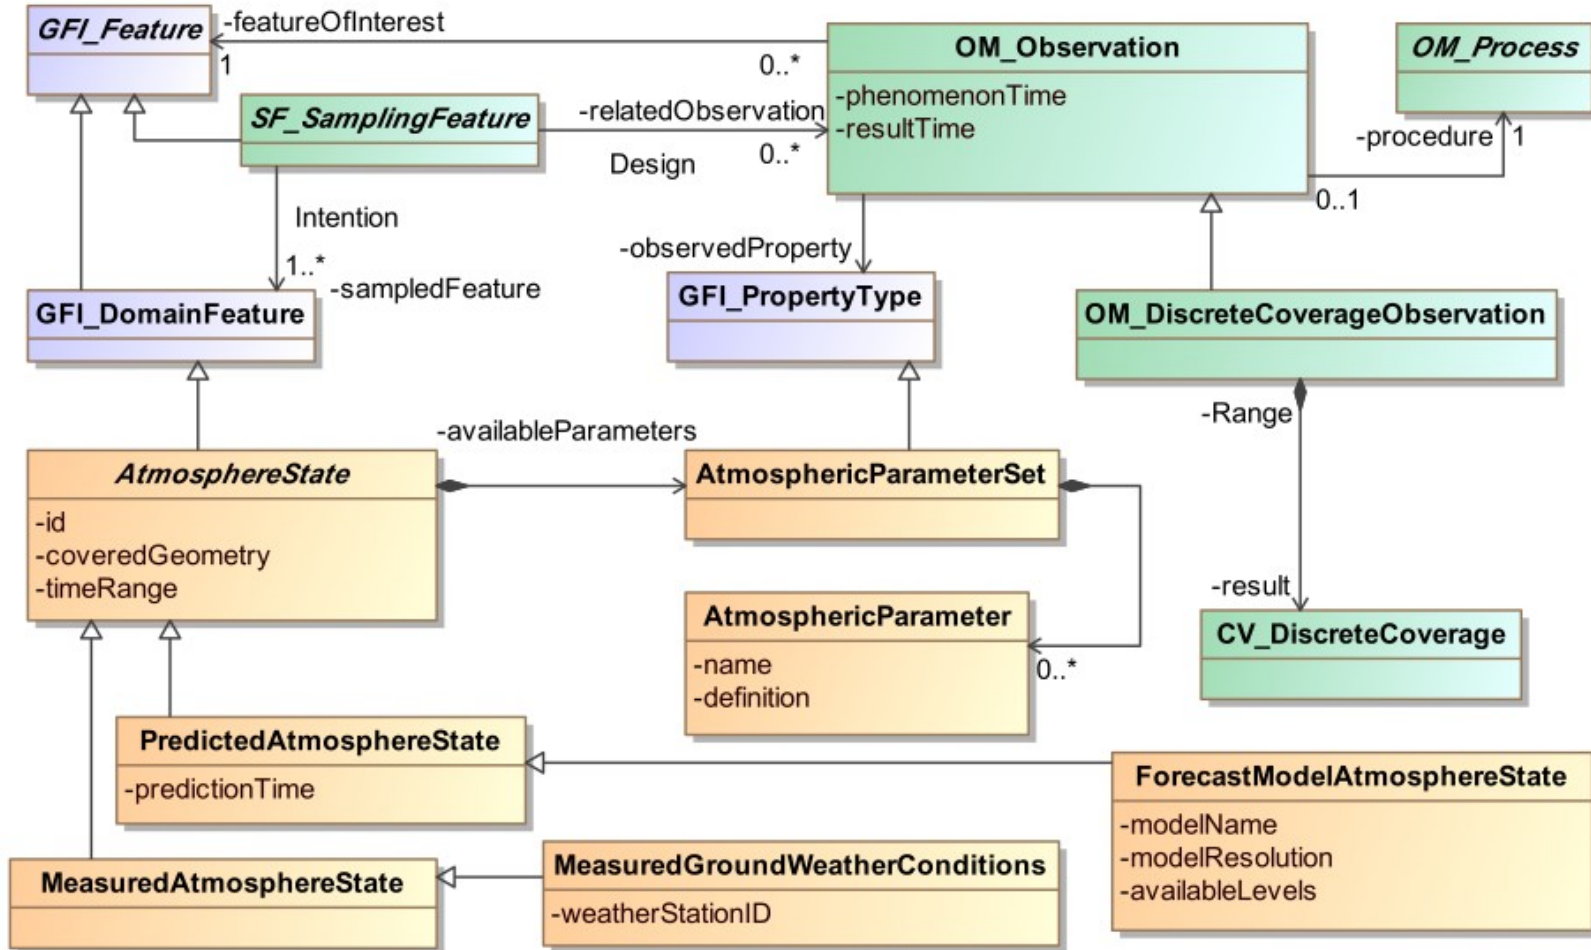 GFI_Feature
-featureOfInterest
1
0..*
OM_Observation
-phenomenonTime
-resultTime
OM_Process
-procedure
1
0..1
SF_SamplingFeature
-relatedObservation
0..*
Design
Intention
1..*
-sampledFeature
-observedProperty
GFI_DomainFeature
GFI_PropertyType
OM_DiscreteCoverageObservation
-Range
-result
CV_DiscreteCoverage
-availableParameters
AtmosphereState
-id
-coveredGeometry
-timeRange
AtmosphericParameterSet
AtmosphericParameter
-name
-definition
0..*
PredictedAtmosphereState
-predictionTime
ForecastModelAtmosphereState
-modelName
-modelResolution
-availableLevels
MeasuredAtmosphereState
MeasuredGroundWeatherConditions
-weatherStationID